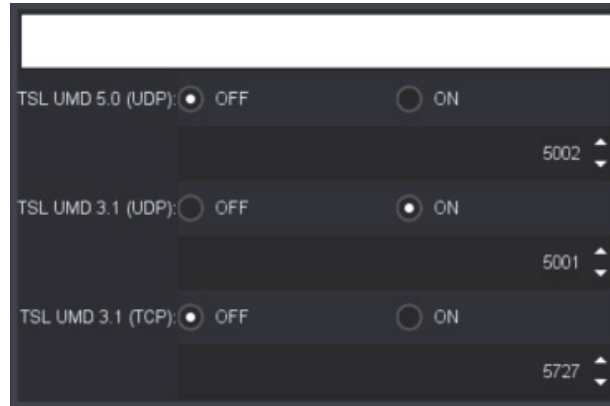 TSL UMD 5.0 (UDP): OFF ON
5002
TSL UMD 3.1 (UDP): OFF ON
5001
TSL UMD 3.1 (TCP): OFF ON
5727